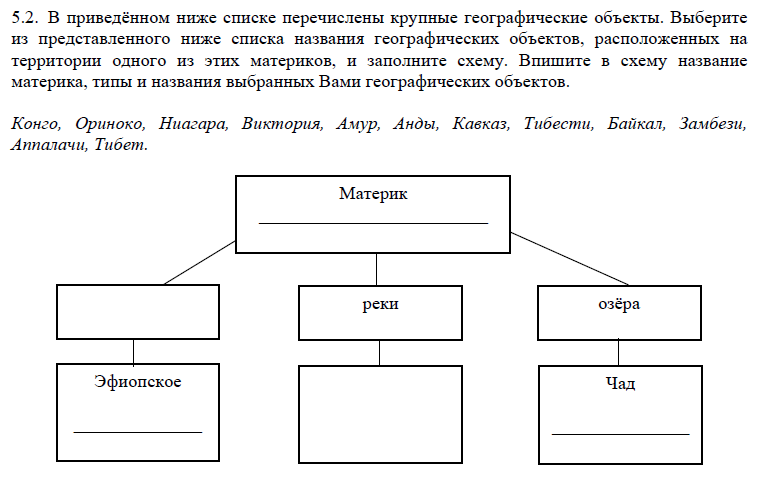 5.2. В приведённом ниже списке перечислены крупные географические объекты. Выберите
из представленного ниже списка названия географических объектов, расположенных на
территории одного из этих материков, и заполните схему. Впишите в схему название
материка, типы и названия выбранных Вами географических объектов.
Конго, Ориноко, Ниагара, Виктория, Амур, Анды, Кавказ, Тибести, Байкал, Замбези,
Аппалачи, Тибет.
Материк
реки
озёра
Эфиопское
Чад